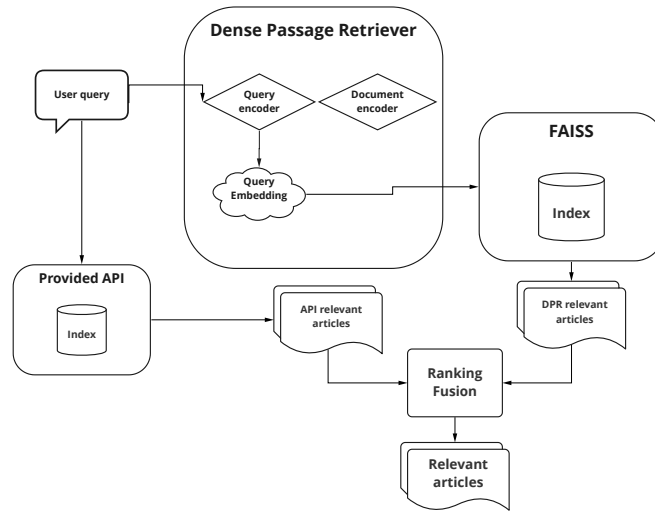 Dense Passage Retriever
User query
Query
encoder
Document
encoder
Query
Embedding
FAISS
Index
Provided API
Index
API relevant
articles
DPR relevant
articles
Ranking
Fusion
Relevant
articles